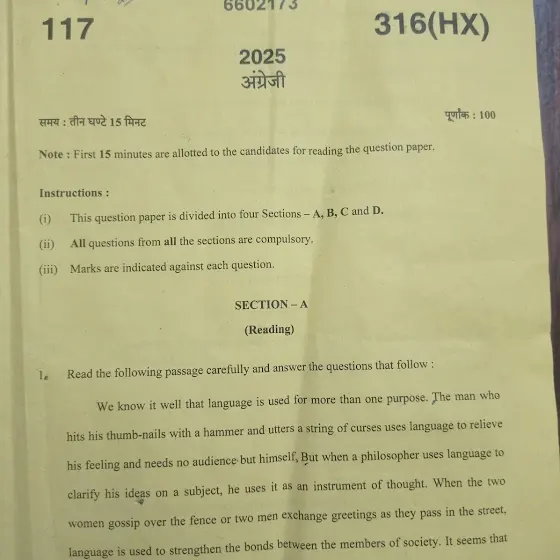 6602173
117
316(HX)
2025
अंग्रेजी
समय : तीन घण्टे 15 मिनट
पूर्णांक : 100
Note : First 15 minutes are allotted to the candidates for reading the question paper.
Instructions :
(i) This question paper is divided into four Sections – A, B, C and D.
(ii) All questions from all the sections are compulsory.
(iii) Marks are indicated against each question.
SECTION – A
(Reading)
1. Read the following passage carefully and answer the questions that follow :
We know it well that language is used for more than one purpose. The man who
hits his thumb-nails with a hammer and utters a string of curses uses language to relieve
his feeling and needs no audience but himself, But when a philosopher uses language to
clarify his ideas on a subject, he uses it as an instrument of thought. When the two
women gossip over the fence or two men exchange greetings as they pass in the street,
language is used to strengthen the bonds between the members of society. It seems that